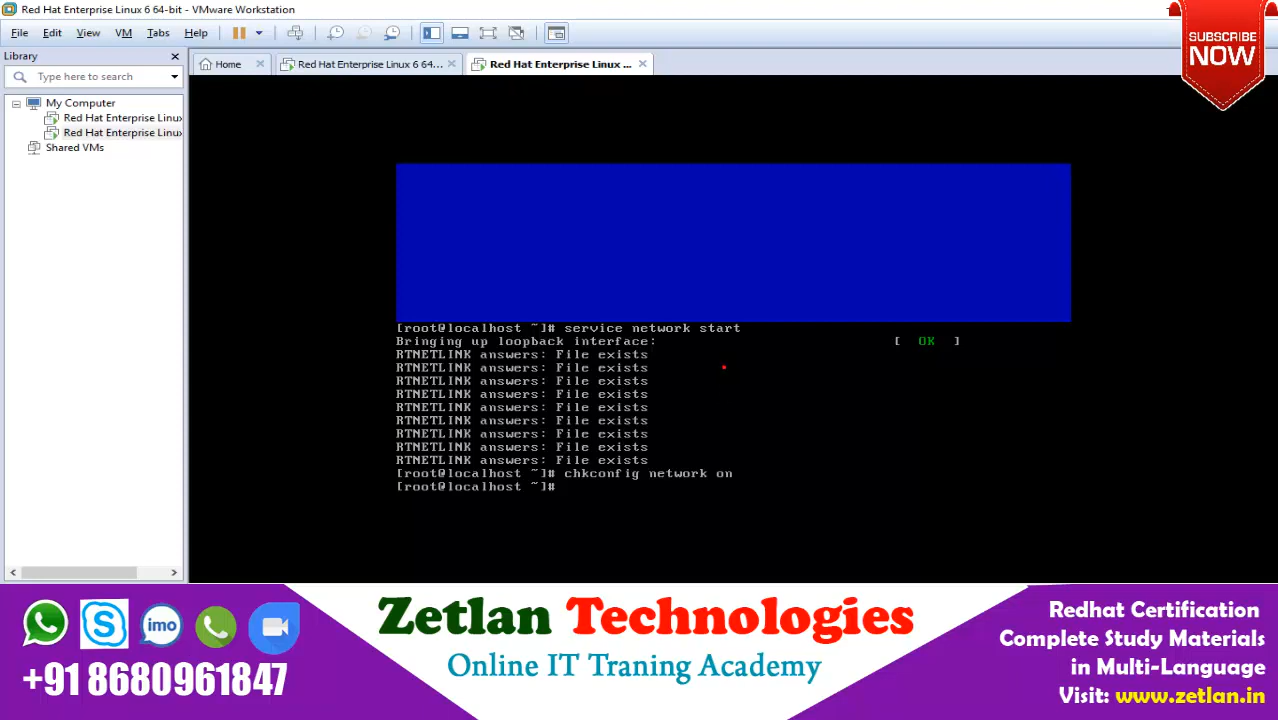 Red Hat Enterprise Linux 6 64-bit - VMware Workstation
File Edit View VM Tabs Help
SUBSCRIBE
NOW
Library
Type here to search
My Computer
Red Hat Enterprise Linu
Red Hat Enterprise Linu
Shared VMs
Home
Red Hat Enterprise Linux 6 64...
Red Hat Enterprise Linux ...
[root@localhost ~]# service network start
Bringing up loopback interface: [ OK ]
RTNETLINK answers: File exists
RTNETLINK answers: File exists
RTNETLINK answers: File exists
RTNETLINK answers: File exists
RTNETLINK answers: File exists
RTNETLINK answers: File exists
RTNETLINK answers: File exists
RTNETLINK answers: File exists
RTNETLINK answers: File exists
[root@localhost ~]# chkconfig network on
[root@localhost ~]#
imo
+91 8680961847
Zetlan Technologies
Online IT Traning Academy
Redhat Certification
Complete Study Materials
in Multi-Language
Visit: www.zetlan.in